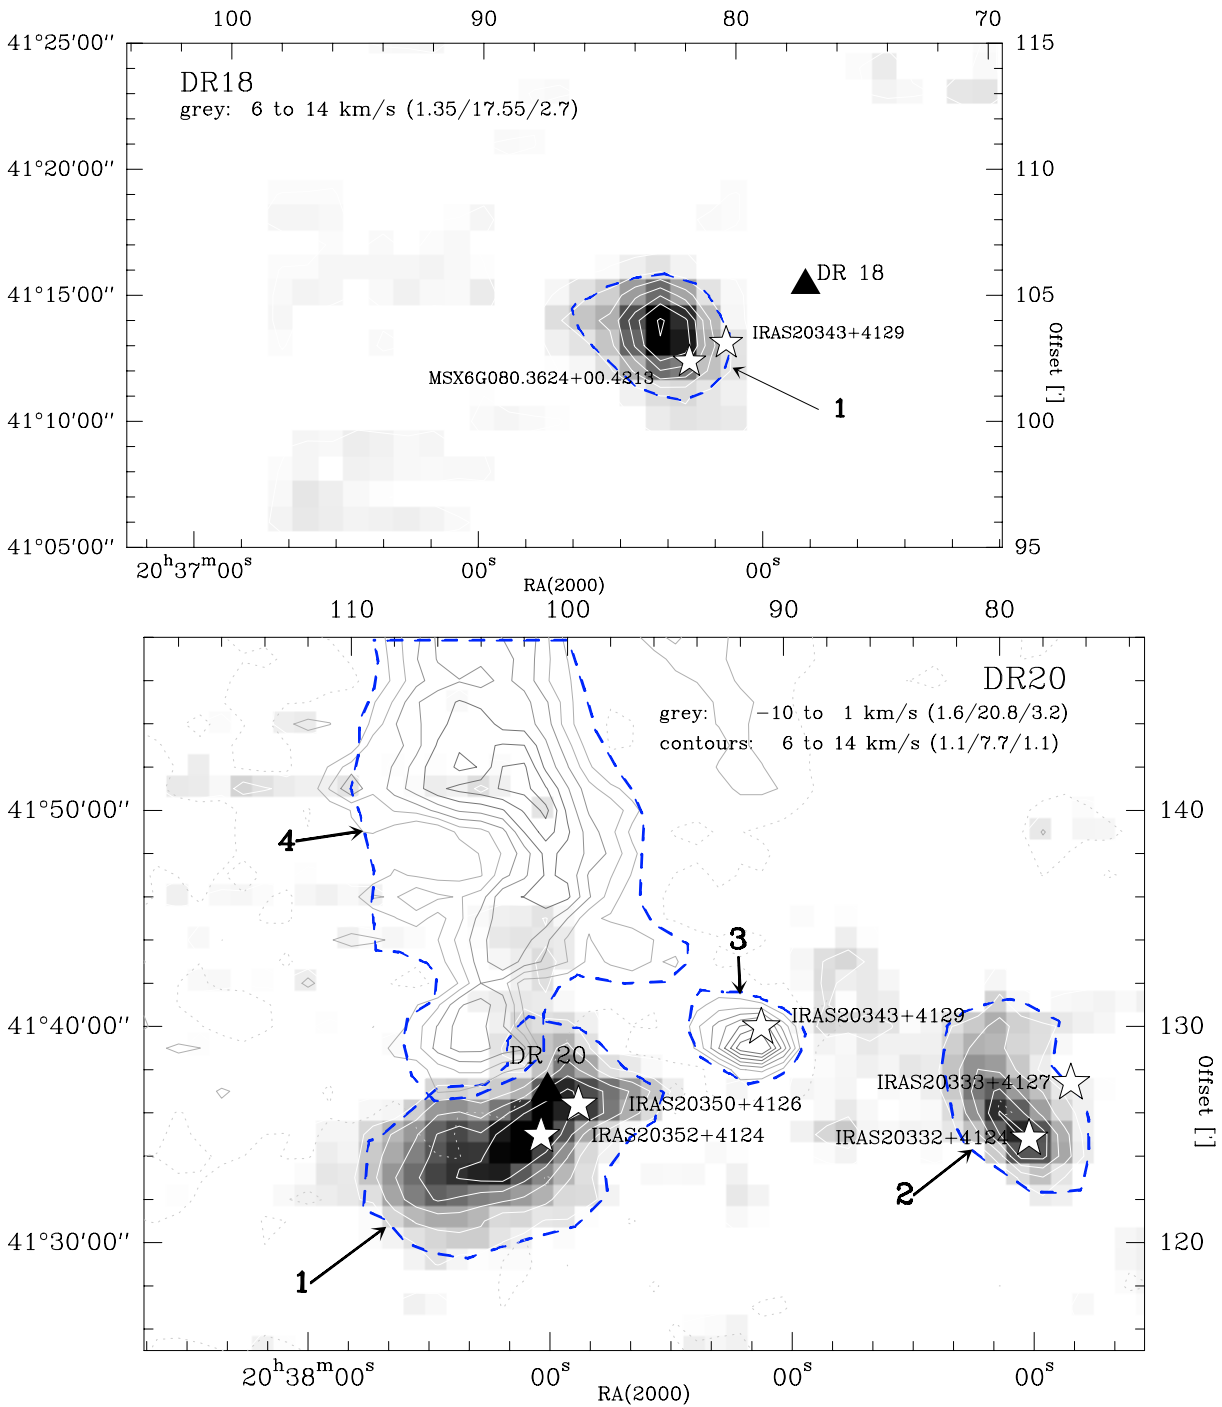 100 90 80 70
41°25′00″ 115
DR18
grey: 6 to 14 km/s (1.35/17.55/2.7)
41°20′00″ 110
DR 18
41°15′00″ 105
IRAS20343+4129
MSX6G080.3624+00.4213
Offset [′]
1
41°10′00″ 100
41°05′00″ 95
20ʰ37ᵐ00ˢ 00ˢ 00ˢ
RA(2000)
110 100 90 80
DR20
grey: −10 to 1 km/s (1.6/20.8/3.2)
contours: 6 to 14 km/s (1.1/7.7/1.1)
41°50′00″ 140
4
3
IRAS20343+4129
41°40′00″ 130
DR 20
IRAS20333+4127
IRAS20350+4126
IRAS20352+4124
IRAS20332+4124
Offset [′]
2
41°30′00″ 120
1
20ʰ38ᵐ00ˢ 00ˢ 00ˢ 00ˢ
RA(2000)